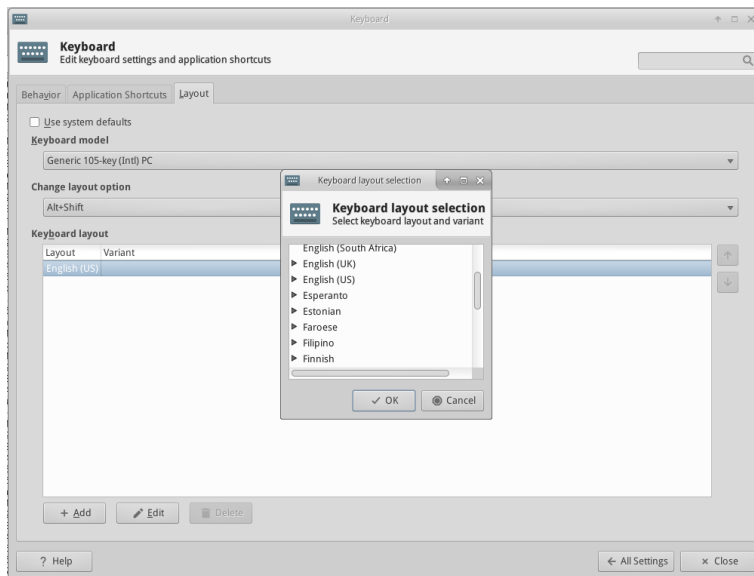 Keyboard
Keyboard
Edit keyboard settings and application shortcuts
Behavior Application Shortcuts Layout
Use system defaults
Keyboard model
Generic 105-key (Intl) PC
Change layout option
Alt+Shift
Keyboard layout
Layout Variant
English (US)
Keyboard layout selection
Keyboard layout selection
Select keyboard layout and variant
English (South Africa)
English (UK)
English (US)
Esperanto
Estonian
Faroese
Filipino
Finnish
OK Cancel
+ Add Edit Delete
? Help All Settings Close